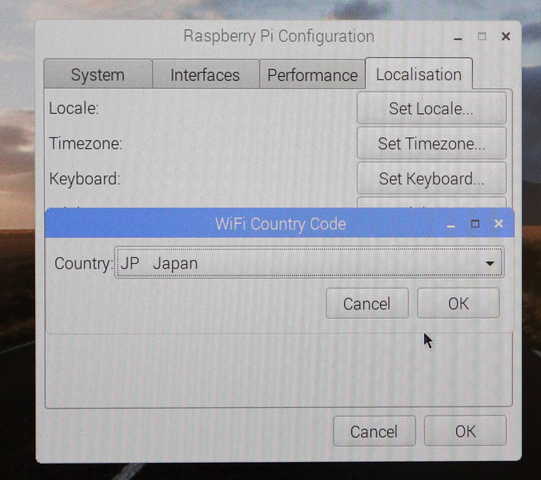 Raspberry Pi Configuration
System Interfaces Performance Localisation
Locale: Set Locale...
Timezone: Set Timezone...
Keyboard: Set Keyboard...
WiFi Country Code
Country: JP Japan
Cancel OK
Cancel OK